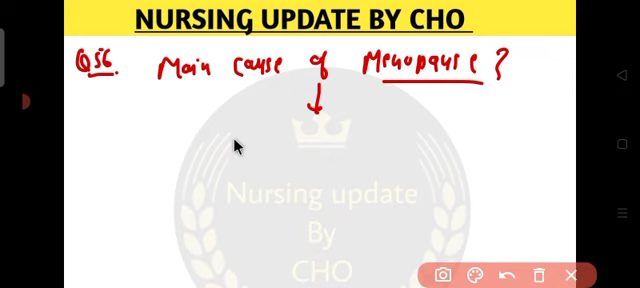 NURSING UPDATE BY CHO
Q56. Main cause of Menopause?
Nursing update
By
CHO